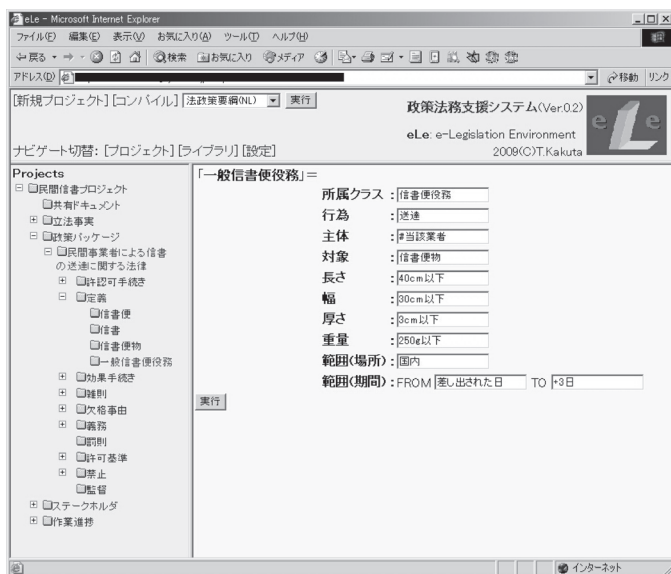 eLe - Microsoft Internet Explorer
ファイル(F) 編集(E) 表示(V) お気に入り(A) ツール(T) ヘルプ(H)
戻る 検索 お気に入り メディア
アドレス(D) 移動 リンク
[新規プロジェクト] [コンパイル] 法政策要綱(NL) 実行
政策法務支援システム(Ver.0.2)
eLe: e-Legislation Environment
2009(C)T.Kakuta
eLe
ナビゲート切替: [プロジェクト] [ライブラリ] [設定]
Projects
民間信書プロジェクト
共有ドキュメント
立法事実
政策パッケージ
民間事業者による信書
の送達に関する法律
許認可手続き
定義
信書便
信書
信書便物
一般信書便役務
効果手続き
雑則
欠格事由
義務
罰則
許可基準
禁止
監督
ステークホルダ
作業進捗
「一般信書便役務」=
所属クラス : 信書便役務
行為 : 送達
主体 : #当該業者
対象 : 信書便物
長さ : 40cm以下
幅 : 30cm以下
厚さ : 3cm以下
重量 : 250g以下
範囲(場所) : 国内
範囲(期間) : FROM 差し出された日 TO +3日
実行
インターネット